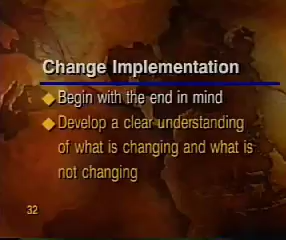 Change Implementation
Begin with the end in mind
Develop a clear understanding
of what is changing and what is
not changing
32